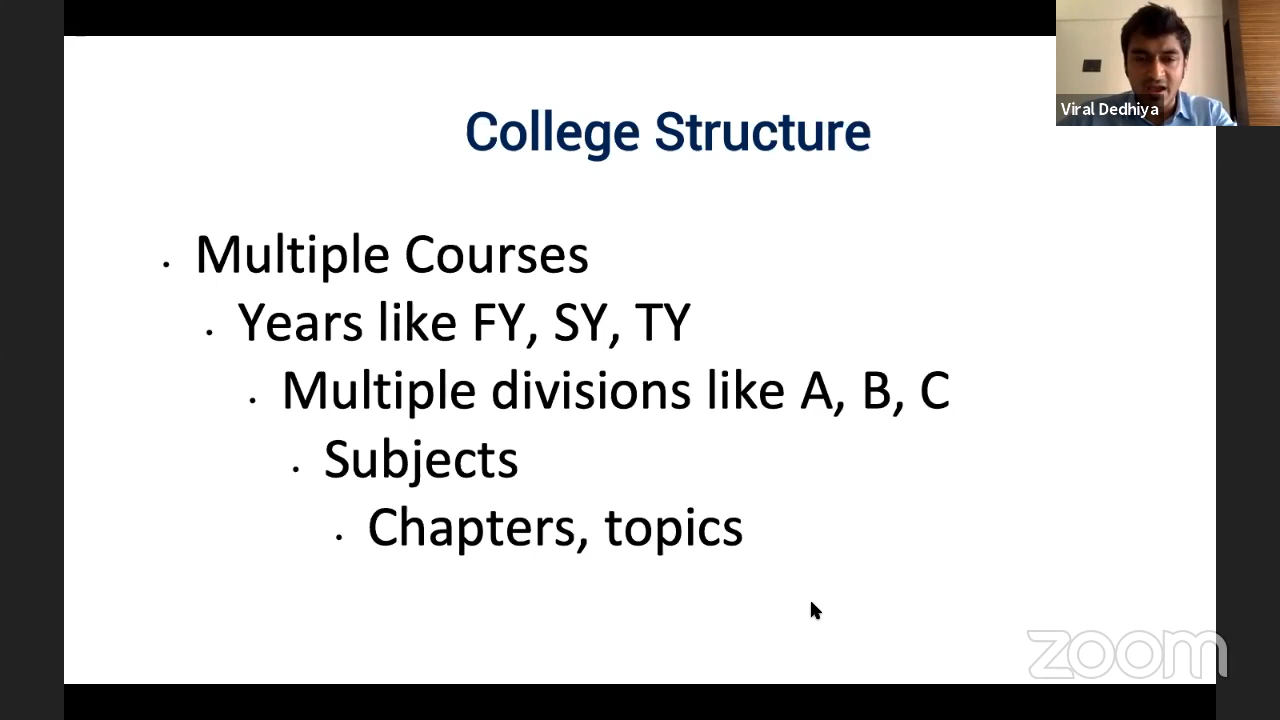 Viral Dedhiya
College Structure
• Multiple Courses
• Years like FY, SY, TY
• Multiple divisions like A, B, C
• Subjects
• Chapters, topics
zoom